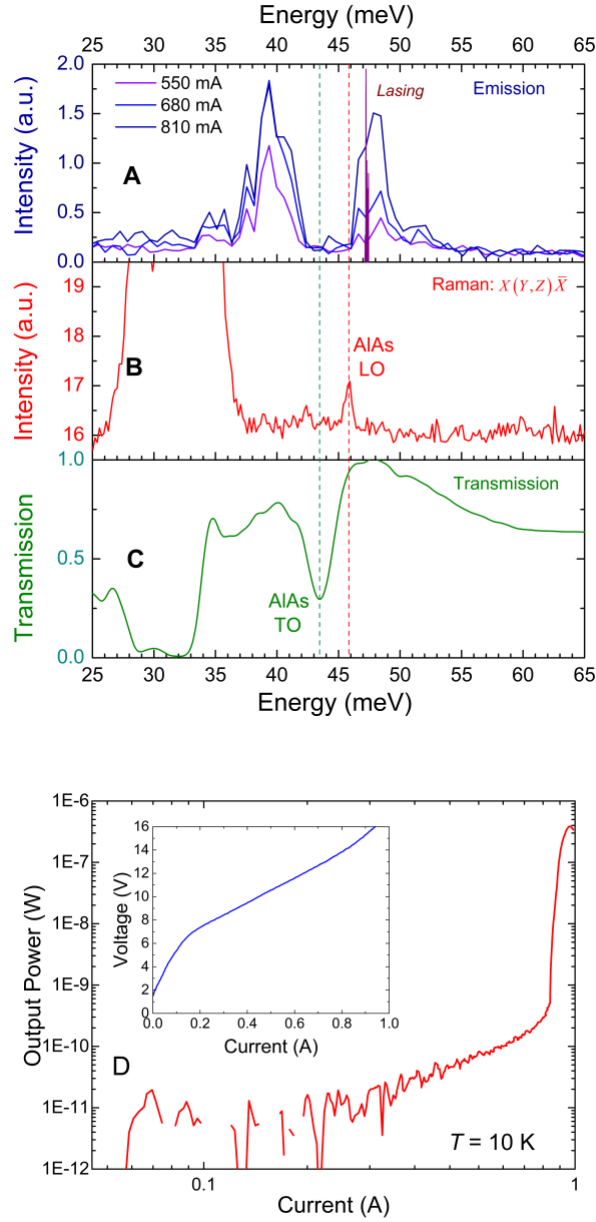 Energy (meV)
25 30 35 40 45 50 55 60 65
2.0
1.5
1.0
0.5
0.0
Intensity (a.u.)
550 mA
680 mA
810 mA
Lasing
Emission
A
19
18
17
16
Intensity (a.u.)
Raman: X(Y,Z)X̅
AlAs
LO
B
1.0
0.5
0.0
Transmission
Transmission
C
AlAs
TO
25 30 35 40 45 50 55 60 65
Energy (meV)
1E-6
1E-7
1E-8
1E-9
1E-10
1E-11
1E-12
Output Power (W)
16
14
12
10
8
6
4
2
0
Voltage (V)
0.0 0.2 0.4 0.6 0.8 1.0
Current (A)
D
T = 10 K
0.1 1
Current (A)